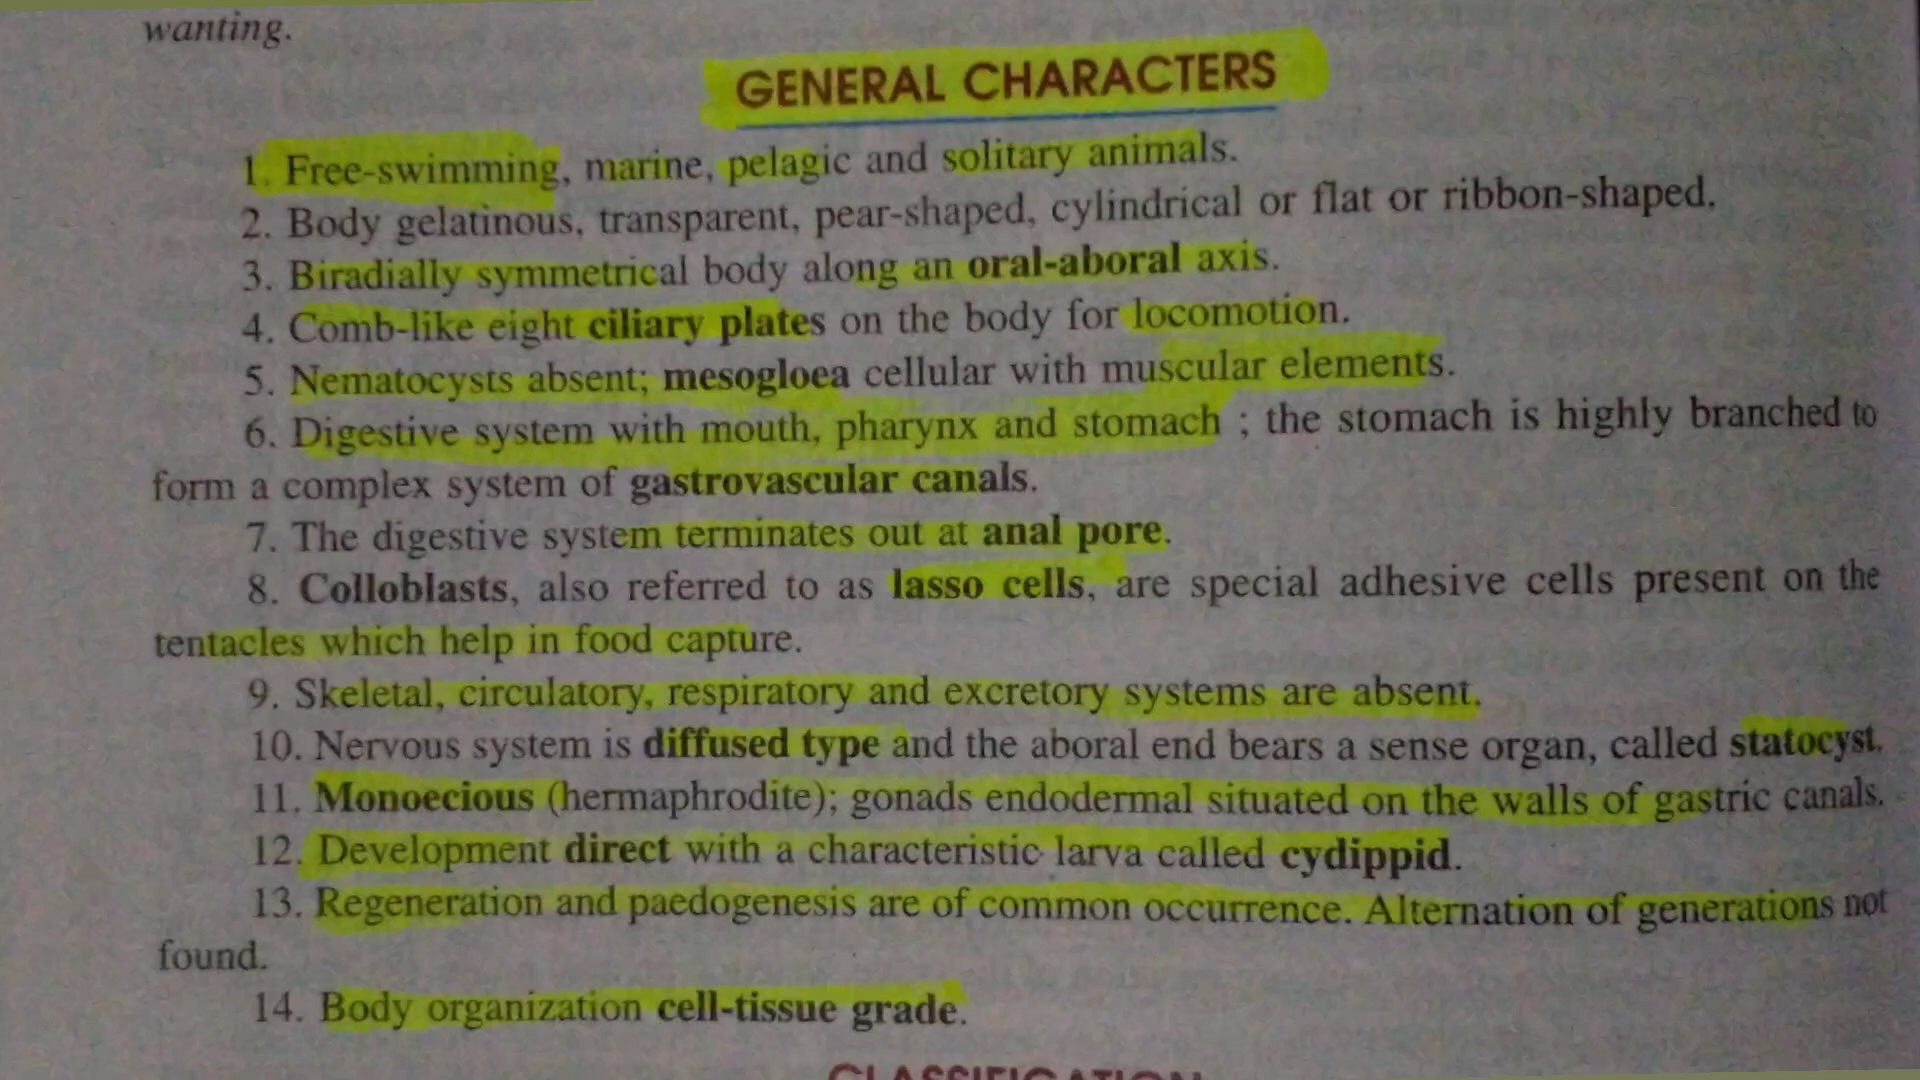 wanting.
GENERAL CHARACTERS
1. Free-swimming, marine, pelagic and solitary animals.
2. Body gelatinous, transparent, pear-shaped, cylindrical or flat or ribbon-shaped.
3. Biradially symmetrical body along an oral-aboral axis.
4. Comb-like eight ciliary plates on the body for locomotion.
5. Nematocysts absent; mesogloea cellular with muscular elements.
6. Digestive system with mouth, pharynx and stomach ; the stomach is highly branched to
form a complex system of gastrovascular canals.
7. The digestive system terminates out at anal pore.
8. Colloblasts, also referred to as lasso cells, are special adhesive cells present on the
tentacles which help in food capture.
9. Skeletal, circulatory, respiratory and excretory systems are absent.
10. Nervous system is diffused type and the aboral end bears a sense organ, called statocyst.
11. Monoecious (hermaphrodite); gonads endodermal situated on the walls of gastric canals.
12. Development direct with a characteristic larva called cydippid.
13. Regeneration and paedogenesis are of common occurrence. Alternation of generations not
found.
14. Body organization cell-tissue grade.
CLASSIFICATION